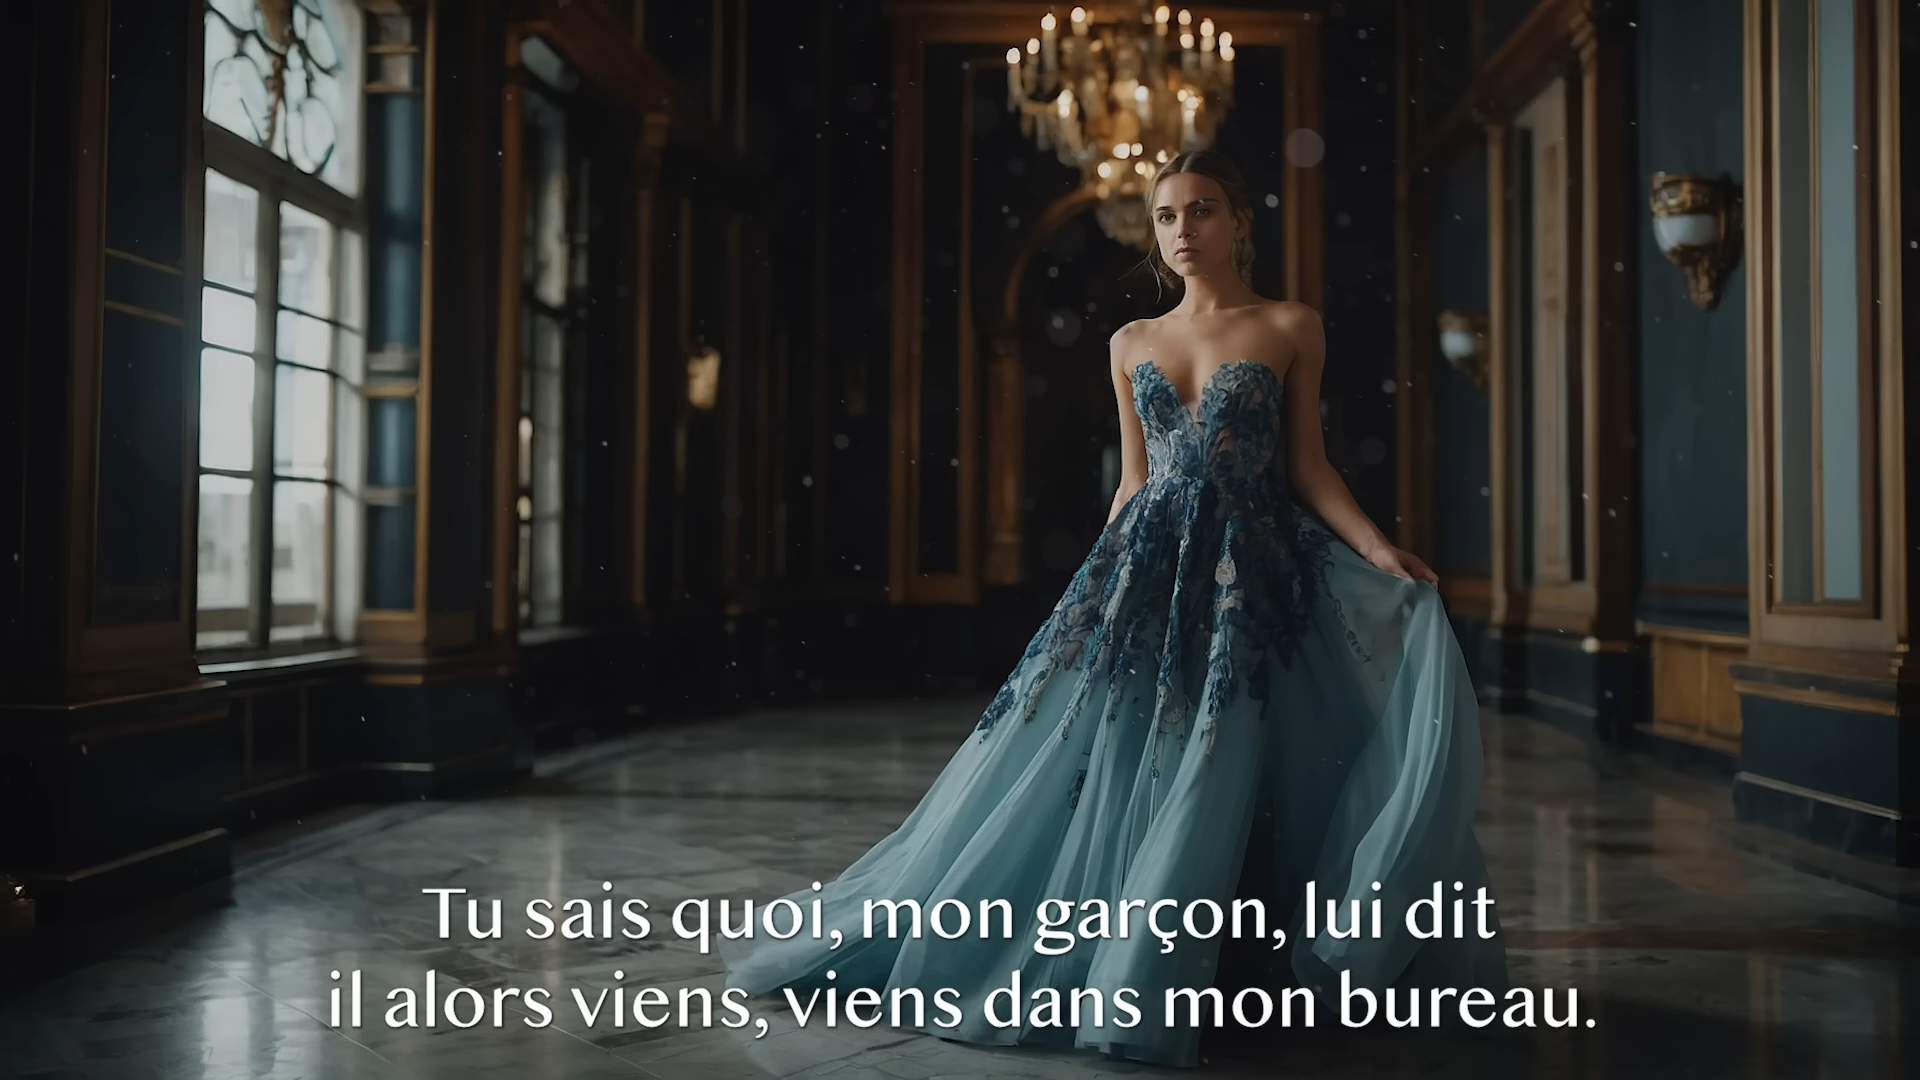 Tu sais quoi, mon garçon, lui dit
il alors viens, viens dans mon bureau.